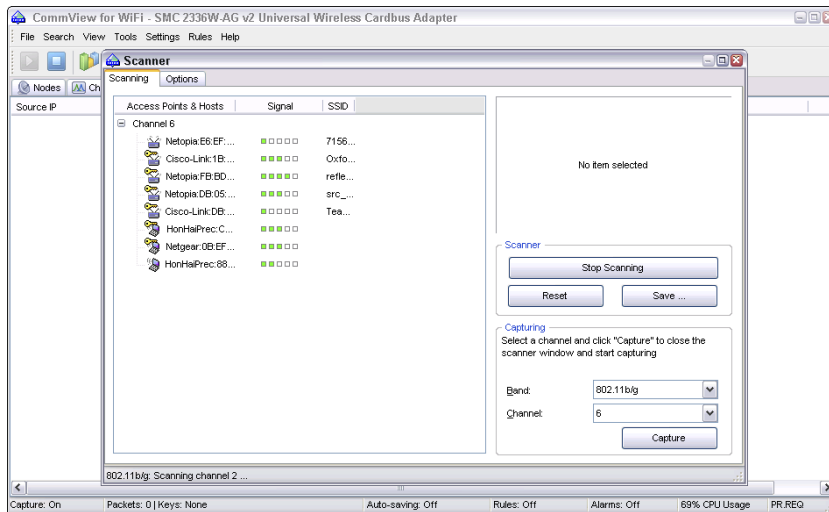 CommView for WiFi - SMC 2336W-AG v2 Universal Wireless Cardbus Adapter
File Search View Tools Settings Rules Help
Scanner
Scanning Options
Nodes Ch
Source IP
Access Points & Hosts Signal SSID
Channel 6
Netopia:E6:EF:... 7156...
Cisco-Link:1B:... Oxfo...
Netopia:FB:BD... refle...
Netopia:DB:05:... src_...
Cisco-Link:DB:... Tea...
HonHaiPrec:C...
Netgear:0B:EF...
HonHaiPrec:88...
No item selected
Scanner
Stop Scanning
Reset Save ...
Capturing
Select a channel and click "Capture" to close the
scanner window and start capturing
Band: 802.11b/g
Channel: 6
Capture
802.11b/g: Scanning channel 2 ...
Capture: On Packets: 0 | Keys: None Auto-saving: Off Rules: Off Alarms: Off 69% CPU Usage PR.REQ